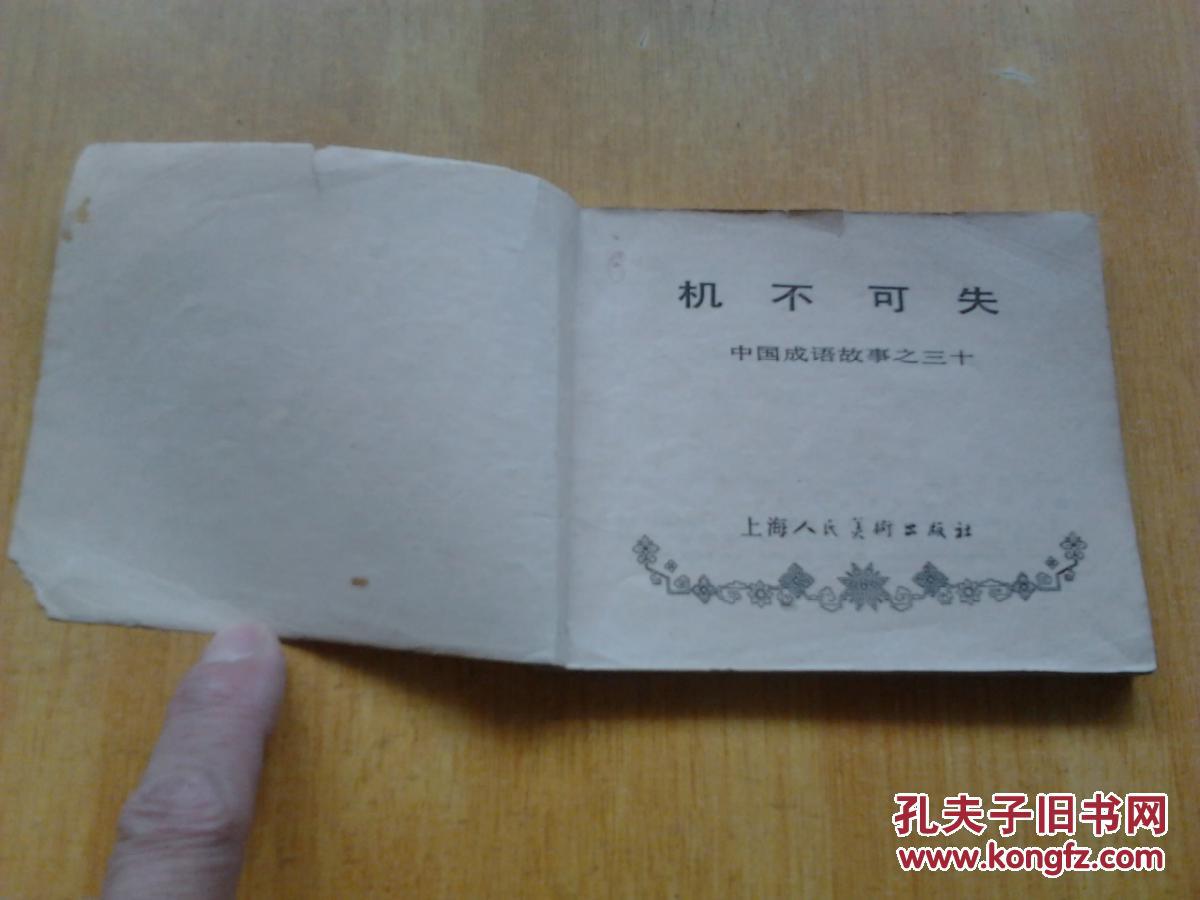 机不可失
中国成语故事之三十
上海人民美術出版社
孔夫子旧书网
www.kongfz.com